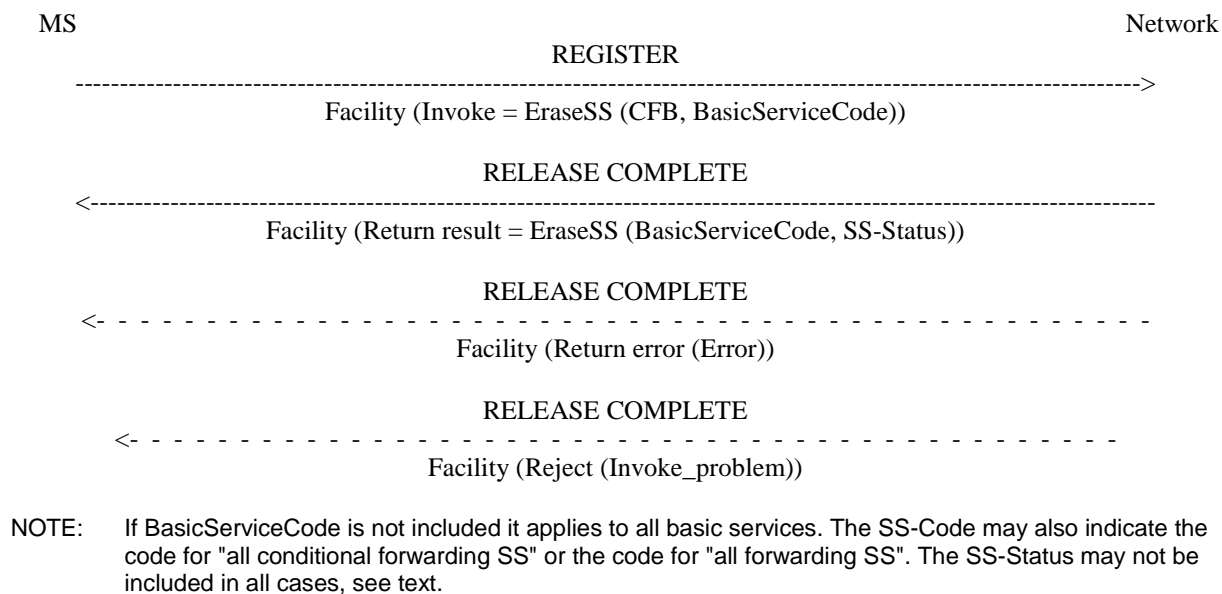 MS Network
REGISTER
------------------------------------------------------------------------------------------------------------------------>
Facility (Invoke = EraseSS (CFB, BasicServiceCode))
RELEASE COMPLETE
<------------------------------------------------------------------------------------------------------------------------
Facility (Return result = EraseSS (BasicServiceCode, SS-Status))
RELEASE COMPLETE
<- - - - - - - - - - - - - - - - - - - - - - - - - - - - - - - - - - - - - - - - - - - - - - -
Facility (Return error (Error))
RELEASE COMPLETE
<- - - - - - - - - - - - - - - - - - - - - - - - - - - - - - - - - - - - - - - - - - - -
Facility (Reject (Invoke_problem))
NOTE: If BasicServiceCode is not included it applies to all basic services. The SS-Code may also indicate the
code for "all conditional forwarding SS" or the code for "all forwarding SS". The SS-Status may not be
included in all cases, see text.